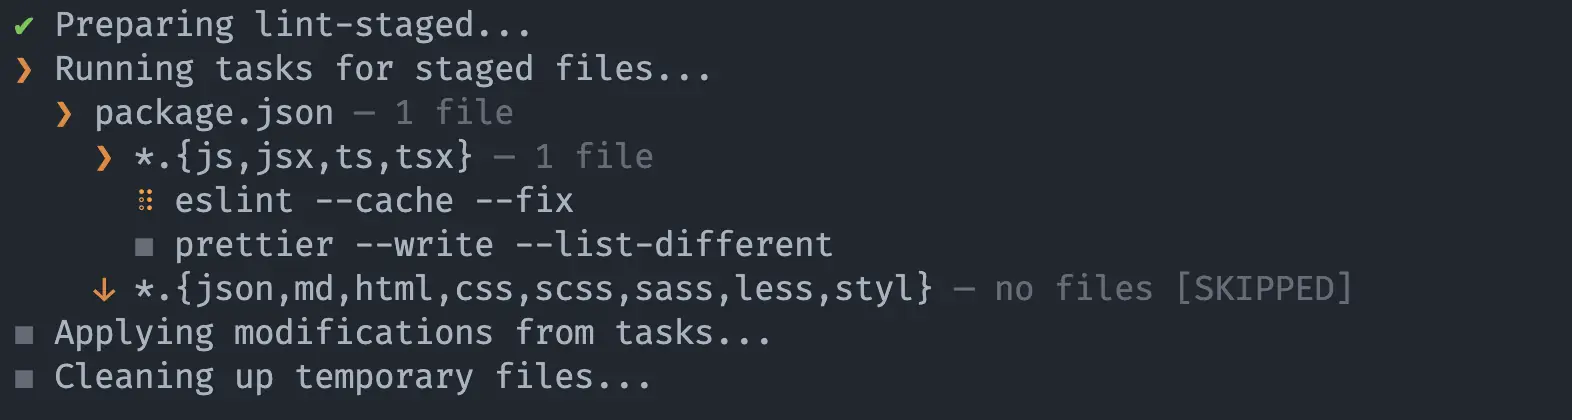 ✔ Preparing lint-staged...
❯ Running tasks for staged files...
❯ package.json — 1 file
❯ *.{js,jsx,ts,tsx} — 1 file
⠿ eslint --cache --fix
◼ prettier --write --list-different
↓ *.{json,md,html,css,scss,sass,less,styl} — no files [SKIPPED]
◼ Applying modifications from tasks...
◼ Cleaning up temporary files...